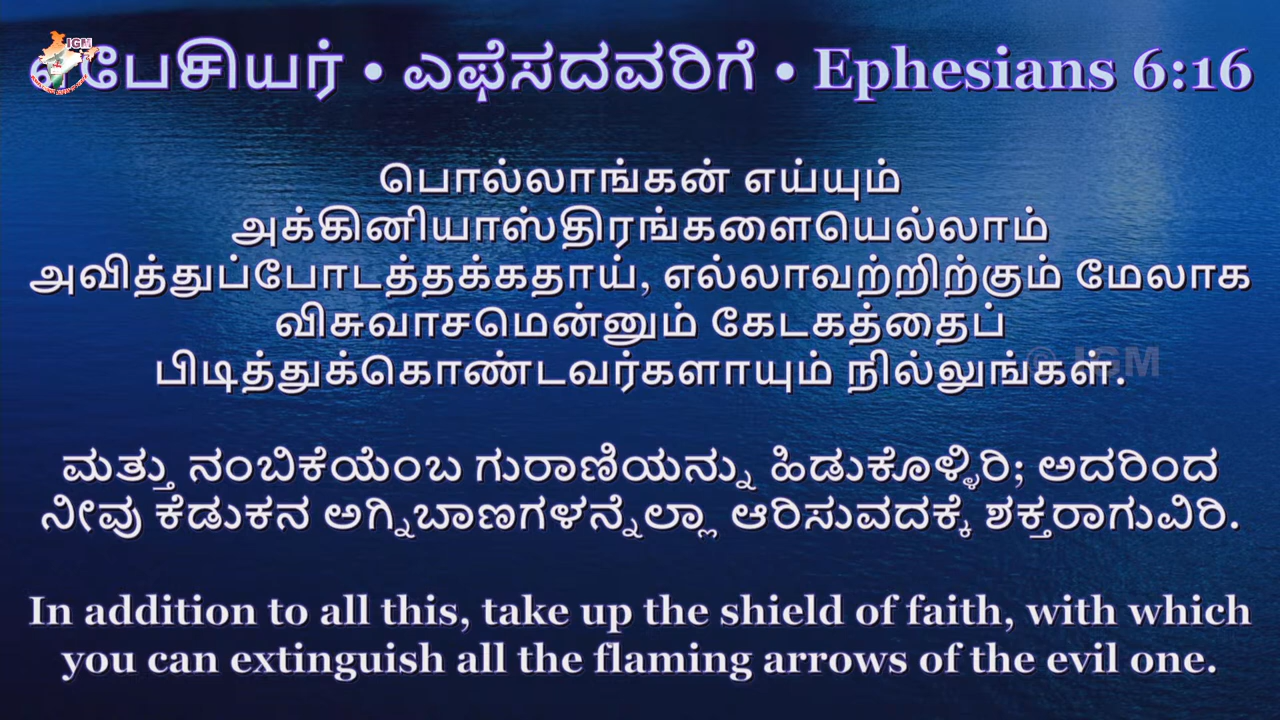 எபேசியர் • ಎಫೆಸದವರಿಗೆ • Ephesians 6:16
IGM
பொல்லாங்கன் எய்யும்
அக்கினியாஸ்திரங்களையெல்லாம்
அவித்துப்போடத்தக்கதாய், எல்லாவற்றிற்கும் மேலாக
விசுவாசமென்னும் கேடகத்தைப்
பிடித்துக்கொண்டவர்களாயும் நில்லுங்கள்.
© IGM
ಮತ್ತು ನಂಬಿಕೆಯೆಂಬ ಗುರಾಣಿಯನ್ನು ಹಿಡುಕೊಳ್ಳಿರಿ; ಅದರಿಂದ
ನೀವು ಕೆಡುಕನ ಅಗ್ನಿಬಾಣಗಳನ್ನೆಲ್ಲಾ ಆರಿಸುವದಕ್ಕೆ ಶಕ್ತರಾಗುವಿರಿ.
In addition to all this, take up the shield of faith, with which
you can extinguish all the flaming arrows of the evil one.